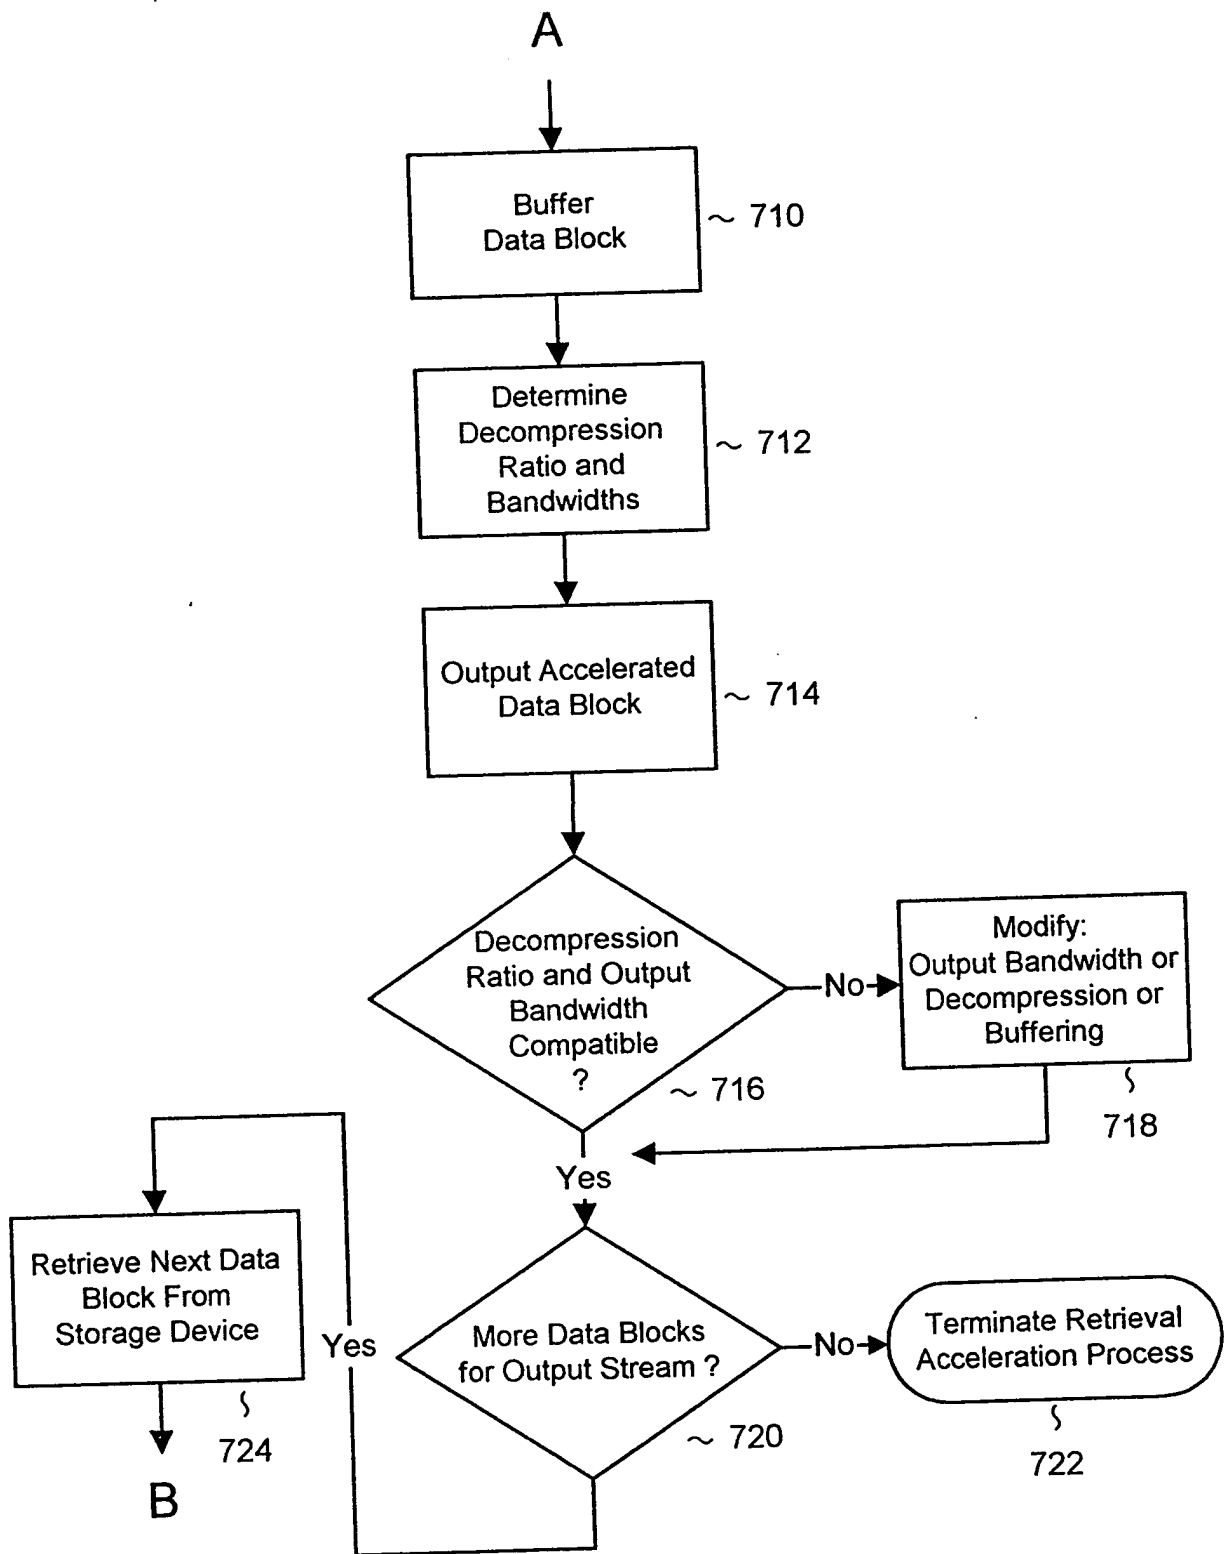 A
Buffer
Data Block
~ 710
Determine
Decompression
Ratio and
Bandwidths
~ 712
Output Accelerated
Data Block
~ 714
Decompression
Ratio and Output
Bandwidth
Compatible
?
~ 716
No
Modify:
Output Bandwidth or
Decompression or
Buffering
718
Yes
More Data Blocks
for Output Stream ?
~ 720
No
Terminate Retrieval
Acceleration Process
722
Yes
Retrieve Next Data
Block From
Storage Device
724
B